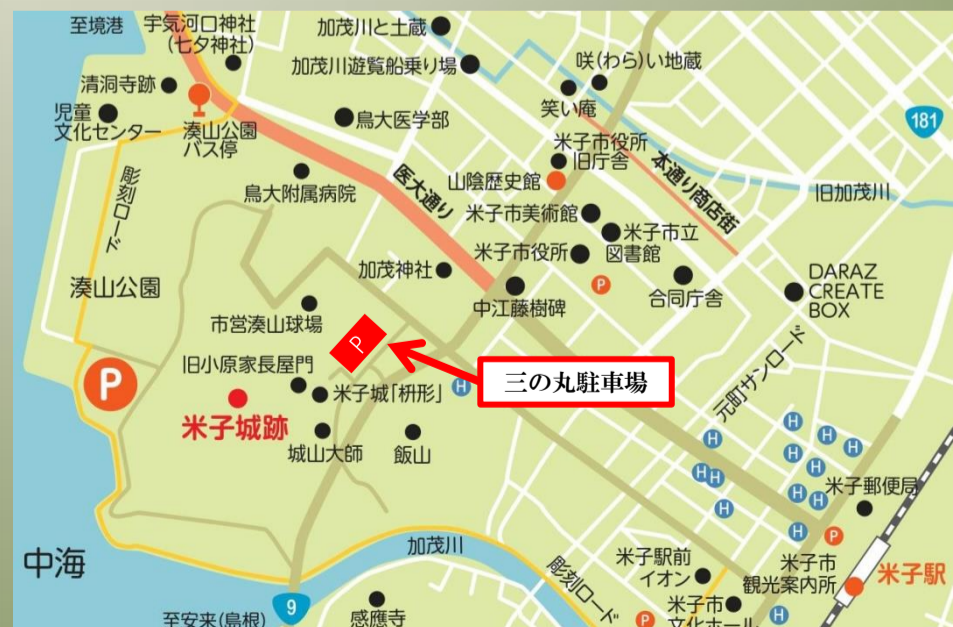 至境港
宇気河口神社
(七夕神社)
加茂川と土蔵
加茂川遊覧船乗り場
咲(わら)い地蔵
清洞寺跡
笑い庵
児童
文化センター
湊山公園
バス停
鳥大医学部
181
米子市役所
旧庁舎
本通り商店街
山陰歴史館
医大通り
旧加茂川
彫刻ロード
鳥大附属病院
米子市美術館
米子市立
図書館
米子市役所
加茂神社
湊山公園
P
合同庁舎
DARAZ
CREATE
BOX
中江藤樹碑
市営湊山球場
P
三の丸駐車場
旧小原家長屋門
P
米子城「枡形」
H
元町サンロード
米子城跡
城山大師
飯山
H
H
H
H
H
H
H
H
H
H
H
米子郵便局
H
P
中海
加茂川
彫刻ロード
米子駅前
イオン
米子市
観光案内所
米子駅
9
至安来(島根)
感應寺
P
米子市
文化ホール
H